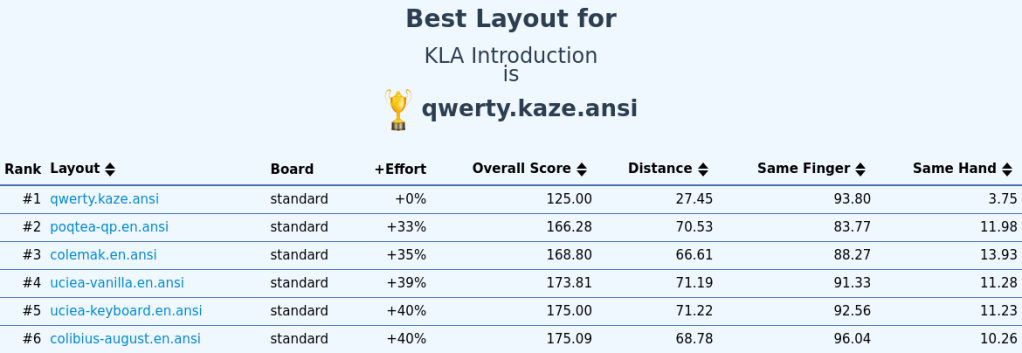 Best Layout for
KLA Introduction
is
qwerty.kaze.ansi
Rank Layout Board +Effort Overall Score Distance Same Finger Same Hand
#1 qwerty.kaze.ansi standard +0% 125.00 27.45 93.80 3.75
#2 poqtea-qp.en.ansi standard +33% 166.28 70.53 83.77 11.98
#3 colemak.en.ansi standard +35% 168.80 66.61 88.27 13.93
#4 uciea-vanilla.en.ansi standard +39% 173.81 71.19 91.33 11.28
#5 uciea-keyboard.en.ansi standard +40% 175.00 71.22 92.56 11.23
#6 colibius-august.en.ansi standard +40% 175.09 68.78 96.04 10.26